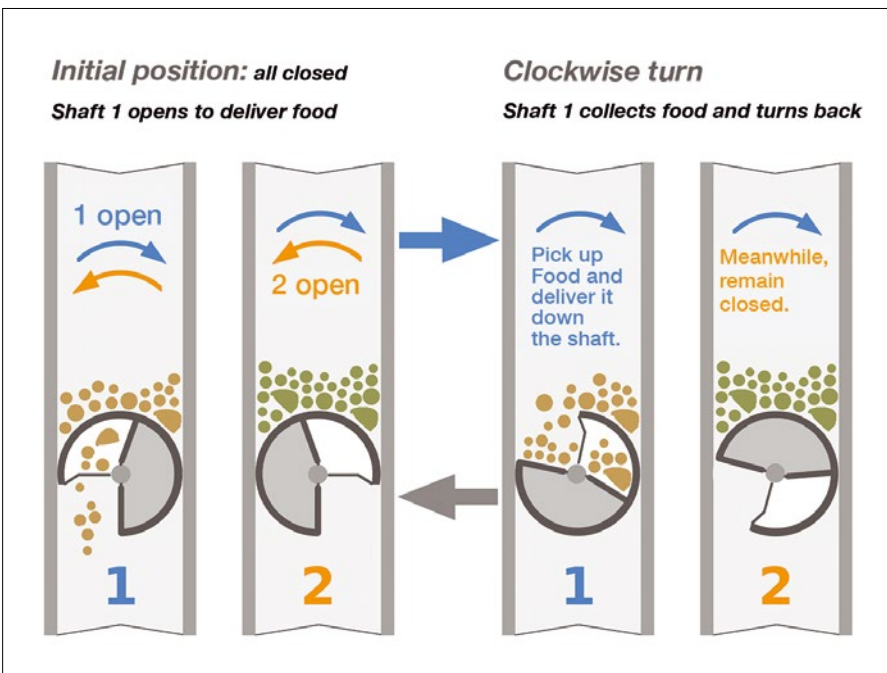 Initial position: all closed
Shaft 1 opens to deliver food
Clockwise turn
Shaft 1 collects food and turns back
1 open
2 open
Pick up
Food and
deliver it
down
the shaft.
Meanwhile,
remain
closed.
1
2
1
2